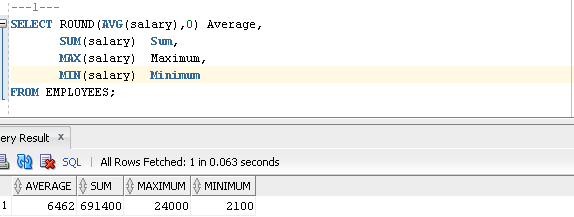 ---1---
SELECT ROUND(AVG(salary),0) Average,
SUM(salary) Sum,
MAX(salary) Maximum,
MIN(salary) Minimum
FROM EMPLOYEES;
ery Result x
SQL | All Rows Fetched: 1 in 0.063 seconds
AVERAGE SUM MAXIMUM MINIMUM
1 6462 691400 24000 2100